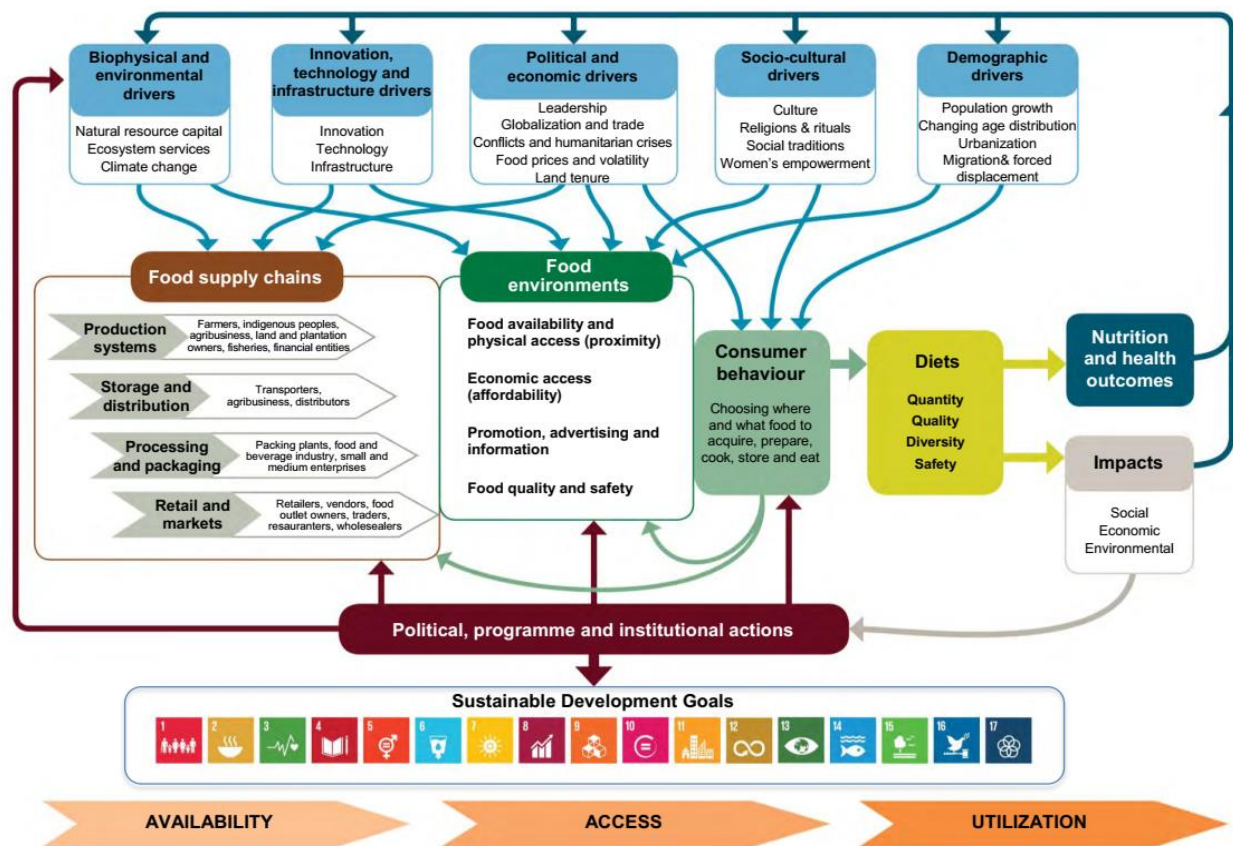 Biophysical and
environmental
drivers
Natural resource capital
Ecosystem services
Climate change
Innovation,
technology and
infrastructure drivers
Innovation
Technology
Infrastructure
Political and
economic drivers
Leadership
Globalization and trade
Conflicts and humanitarian crises
Food prices and volatility
Land tenure
Socio-cultural
drivers
Culture
Religions & rituals
Social traditions
Women's empowerment
Demographic
drivers
Population growth
Changing age distribution
Urbanization
Migration& forced
displacement
Food supply chains
Production
systems
Farmers, indigenous peoples,
agribusiness, land and plantation
owners, fisheries, financial entities
Storage and
distribution
Transporters,
agribusiness, distributors
Processing
and packaging
Packing plants, food and
beverage industry, small and
medium enterprises
Retail and
markets
Retailers, vendors, food
outlet owners, traders,
resauranters, wholesealers
Food
environments
Food availability and
physical access (proximity)
Economic access
(affordability)
Promotion, advertising and
information
Food quality and safety
Consumer
behaviour
Choosing where
and what food to
acquire, prepare,
cook, store and eat
Diets
Quantity
Quality
Diversity
Safety
Nutrition
and health
outcomes
Impacts
Social
Economic
Environmental
Political, programme and institutional actions
Sustainable Development Goals
1 2 3 4 5 6 7 8 9 10 11 12 13 14 15 16 17
AVAILABILITY
ACCESS
UTILIZATION